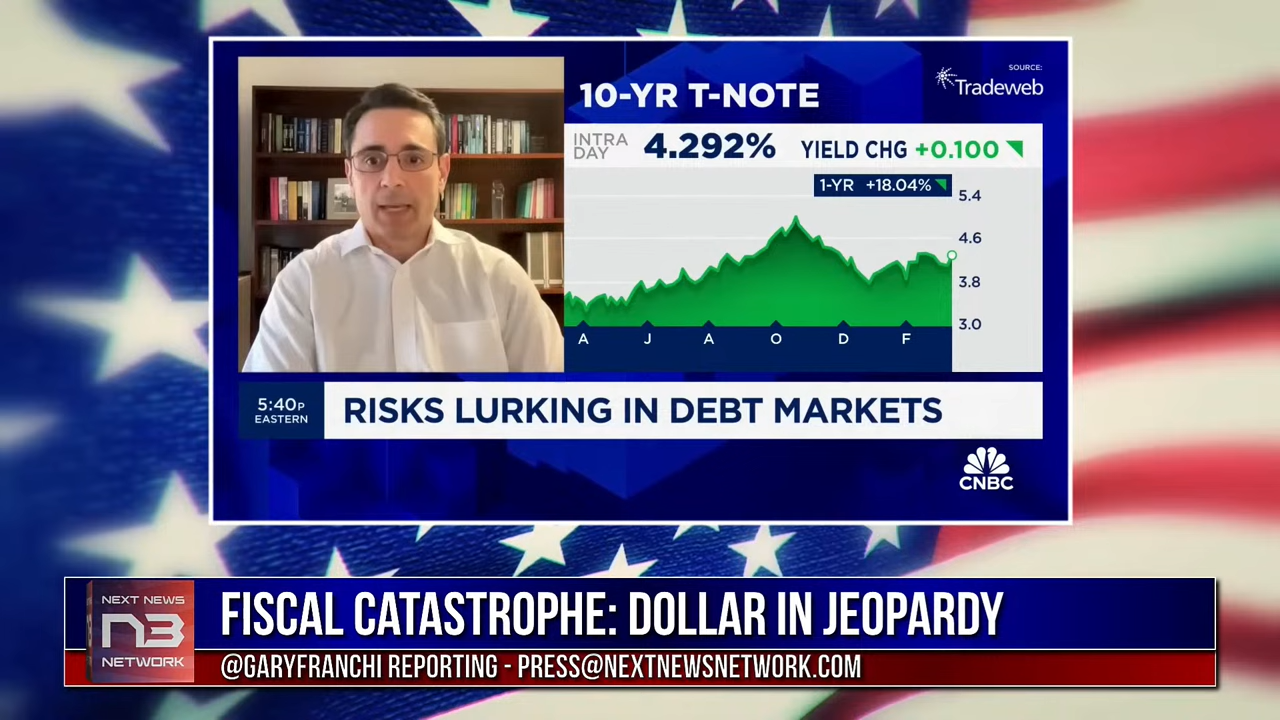 SOURCE:
Tradeweb
10-YR T-NOTE
INTRA DAY 4.292% YIELD CHG +0.100
1-YR +18.04%
5.4
4.6
3.8
3.0
A J A O D F
5:40P EASTERN
RISKS LURKING IN DEBT MARKETS
CNBC
NEXT NEWS
N3
NETWORK
FISCAL CATASTROPHE: DOLLAR IN JEOPARDY
@GARYFRANCHI REPORTING - PRESS@NEXTNEWSNETWORK.COM